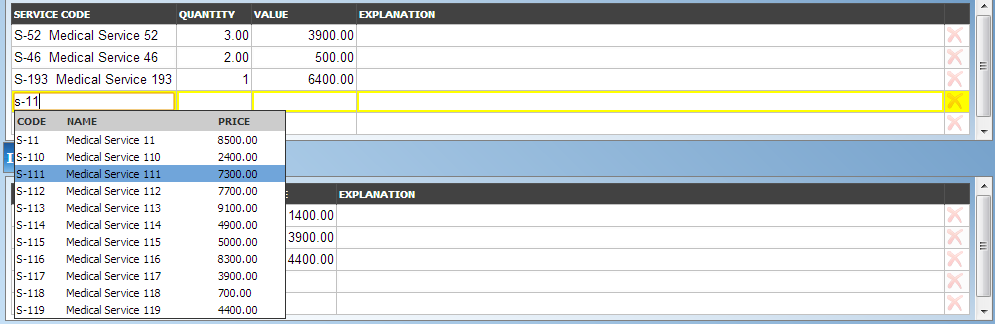 SERVICE CODE QUANTITY VALUE EXPLANATION
S-52 Medical Service 52 3.00 3900.00
S-46 Medical Service 46 2.00 500.00
S-193 Medical Service 193 1 6400.00
s-11
CODE NAME PRICE
S-11 Medical Service 11 8500.00
S-110 Medical Service 110 2400.00
S-111 Medical Service 111 7300.00
S-112 Medical Service 112 7700.00
S-113 Medical Service 113 9100.00
S-114 Medical Service 114 4900.00
S-115 Medical Service 115 5000.00
S-116 Medical Service 116 8300.00
S-117 Medical Service 117 3900.00
S-118 Medical Service 118 700.00
S-119 Medical Service 119 4400.00
I
E EXPLANATION
1400.00
3900.00
4400.00